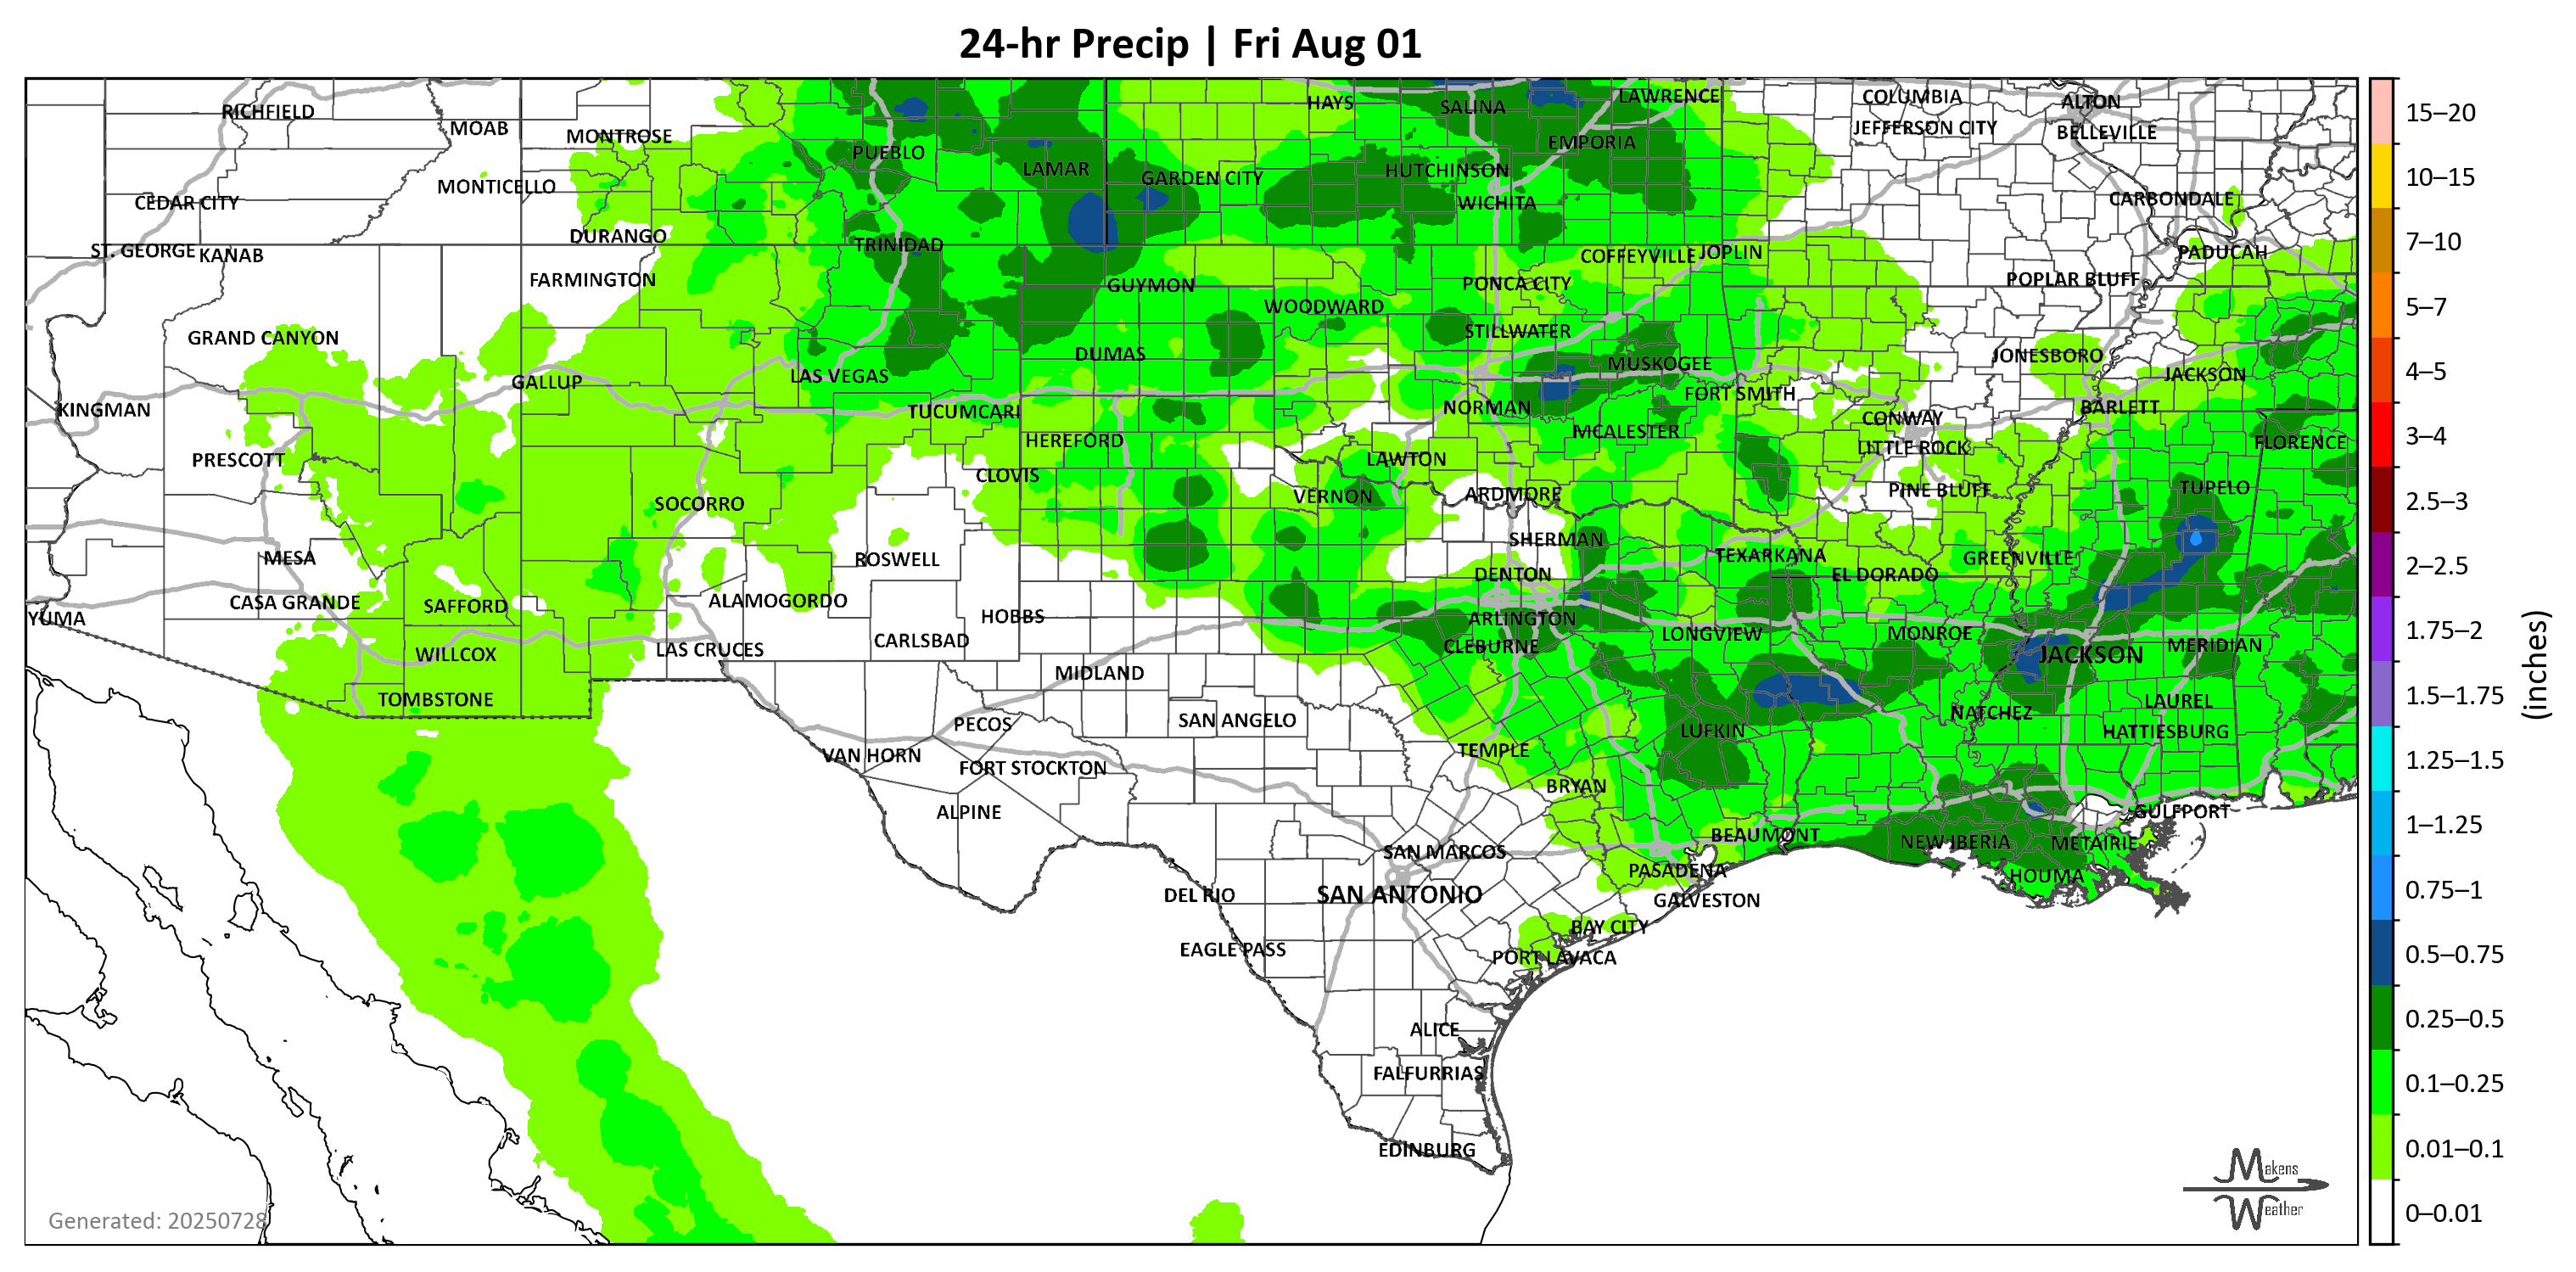 24-hr Precip | Fri Aug 01
RICHFIELD
MOAB
MONTROSE
PUEBLO
LAMAR
HAYS
SALINA
LAWRENCE
COLUMBIA
ALTON
JEFFERSON CITY
BELLEVILLE
EMPORIA
HUTCHINSON
GARDEN CITY
MONTICELLO
CEDAR CITY
WICHITA
CARBONDALE
DURANGO
TRINIDAD
ST. GEORGE
KANAB
COFFEYVILLE
JOPLIN
PADUCAH
FARMINGTON
GUYMON
PONCA CITY
POPLAR BLUFF
WOODWARD
GRAND CANYON
STILLWATER
DUMAS
MUSKOGEE
JONESBORO
GALLUP
LAS VEGAS
JACKSON
FORT SMITH
KINGMAN
TUCUMCARI
NORMAN
CONWAY
BARLETT
HEREFORD
MCALESTER
LITTLE ROCK
FLORENCE
PRESCOTT
CLOVIS
LAWTON
SOCORRO
VERNON
ARDMORE
PINE BLUFF
TUPELO
MESA
ROSWELL
SHERMAN
TEXARKANA
GREENVILLE
DENTON
EL DORADO
CASA GRANDE
SAFFORD
ALAMOGORDO
HOBBS
YUMA
ARLINGTON
CARLSBAD
LONGVIEW
MONROE
WILLCOX
LAS CRUCES
CLEBURNE
JACKSON
MERIDIAN
TOMBSTONE
MIDLAND
LAUREL
PECOS
SAN ANGELO
NATCHEZ
LUFKIN
HATTIESBURG
VAN HORN
TEMPLE
FORT STOCKTON
BRYAN
ALPINE
GULFPORT
BEAUMONT
NEW IBERIA
METAIRIE
SAN MARCOS
PASADENA
HOUMA
DEL RIO
SAN ANTONIO
GALVESTON
BAY CITY
EAGLE PASS
PORT LAVACA
ALICE
FALFURRIAS
EDINBURG
Generated: 20250728
Makens
Weather
15–20
10–15
7–10
5–7
4–5
3–4
2.5–3
2–2.5
1.75–2
1.5–1.75
1.25–1.5
1–1.25
0.75–1
0.5–0.75
0.25–0.5
0.1–0.25
0.01–0.1
0–0.01
(inches)